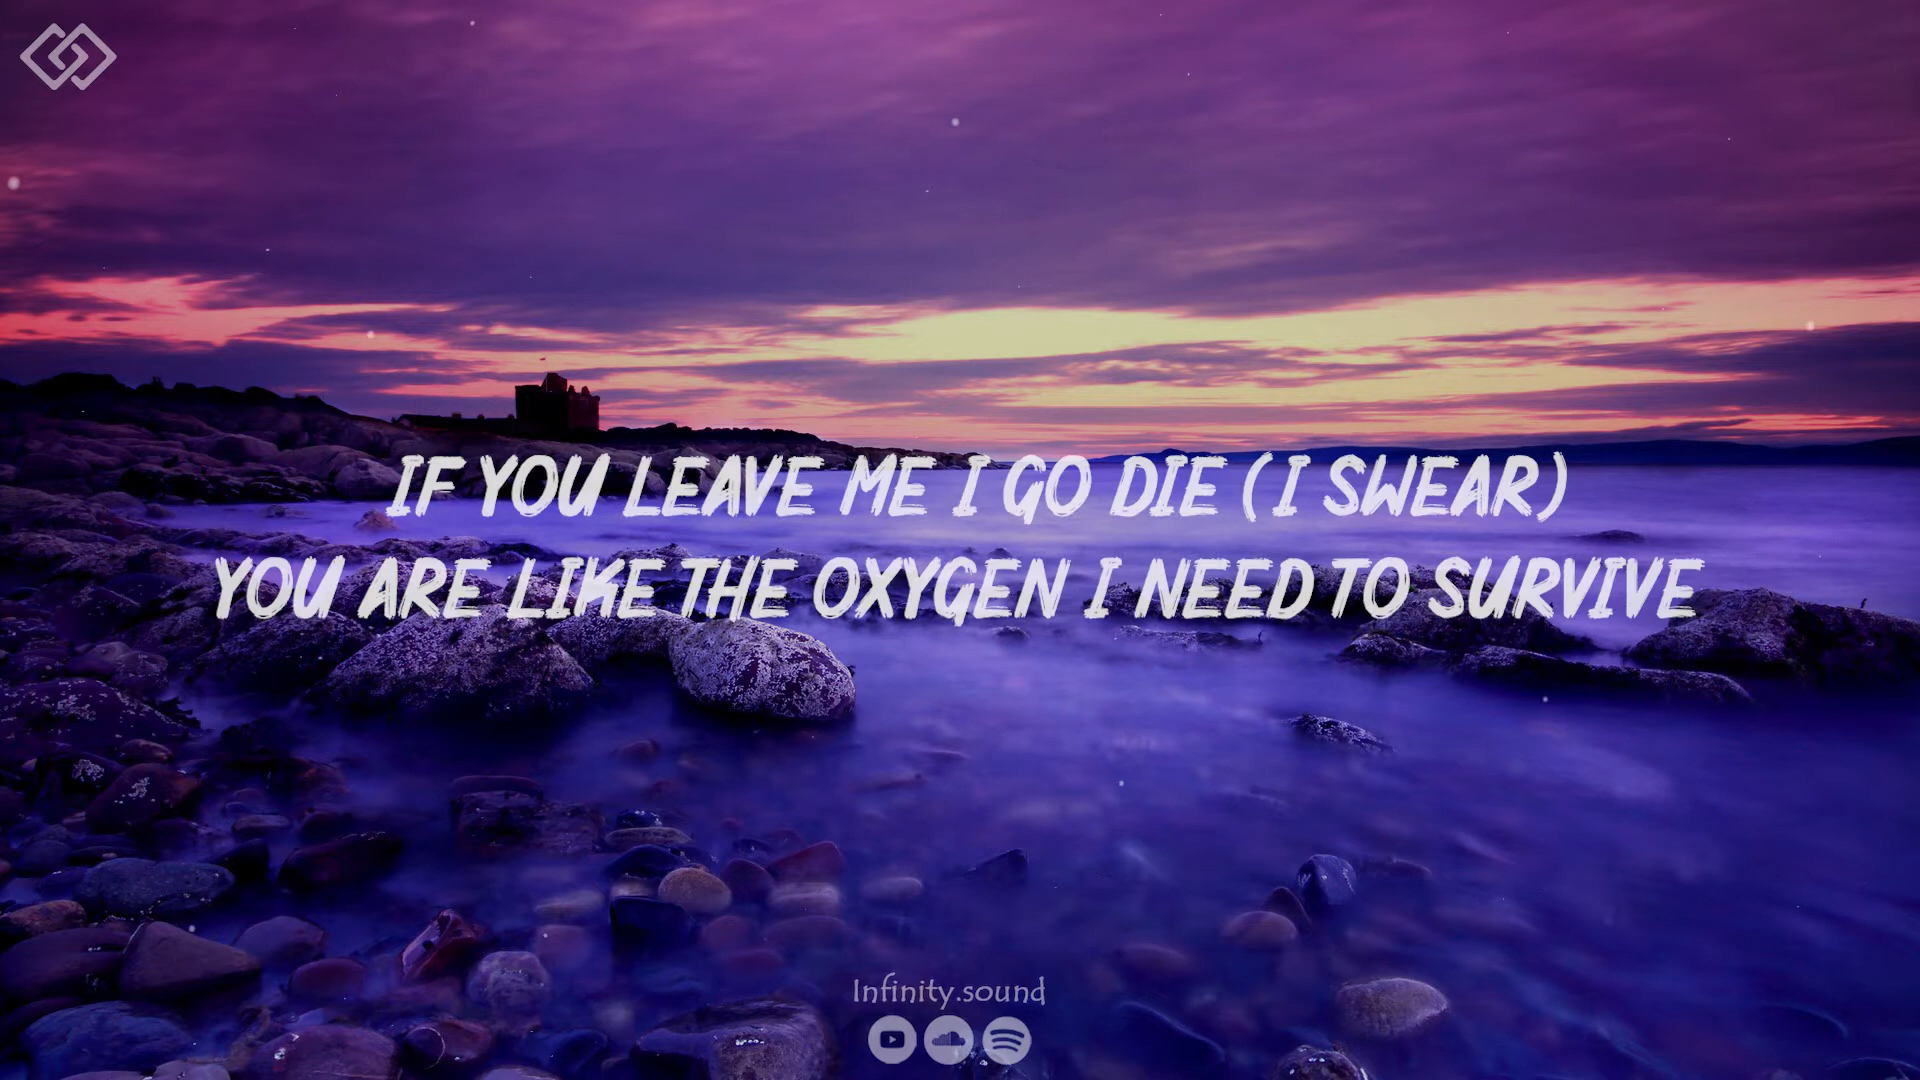 IF YOU LEAVE ME I GO DIE (I SWEAR)
YOU ARE LIKE THE OXYGEN I NEED TO SURVIVE
Infinity.sound